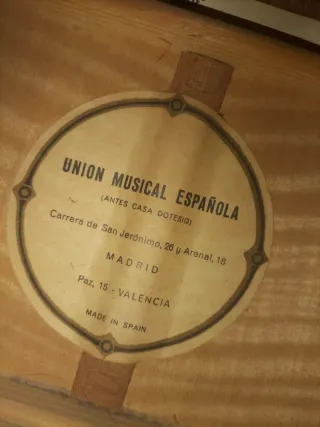 UNION MUSICAL ESPAÑOLA
(ANTES CASA DOTESIO)
Carrera de San Jerónimo, 26 y Arenal, 18
MADRID
Paz, 15 - VALENCIA
MADE IN SPAIN